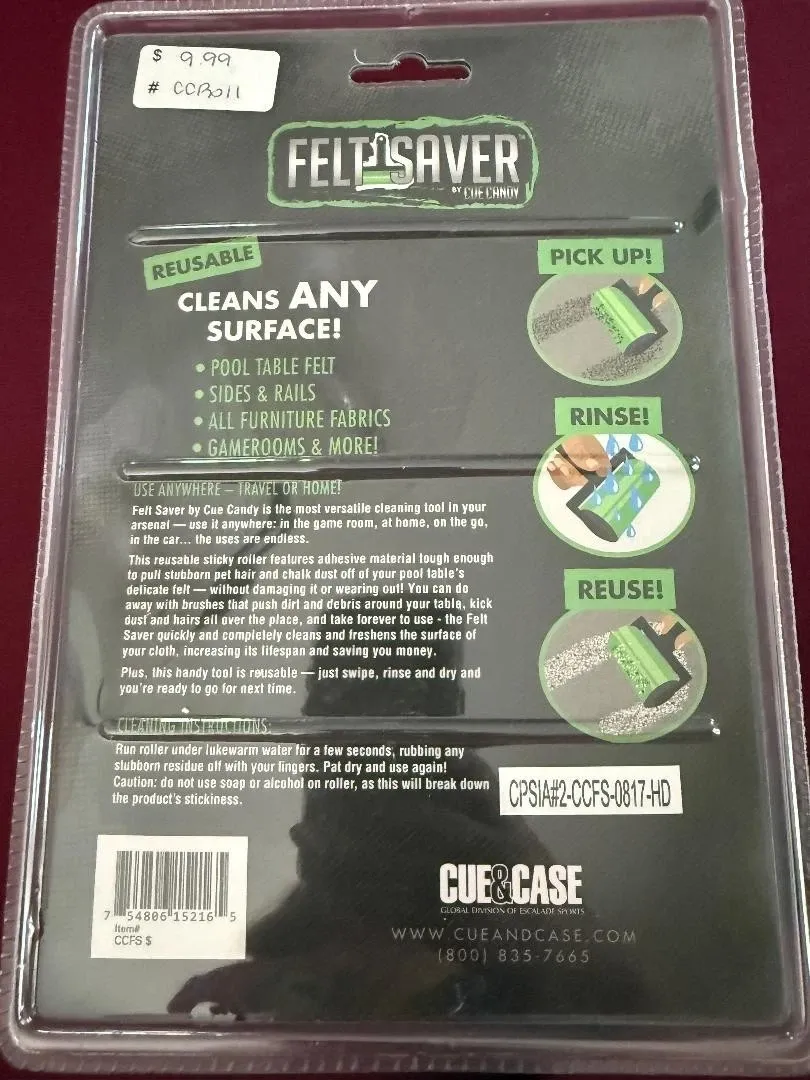 $ 9.99
# CCRoll
FELT SAVER™
BY CUE CANDY
REUSABLE
CLEANS ANY
SURFACE!
• POOL TABLE FELT
• SIDES & RAILS
• ALL FURNITURE FABRICS
• GAMEROOMS & MORE!
PICK UP!
RINSE!
REUSE!
USE ANYWHERE — TRAVEL OR HOME!
Felt Saver by Cue Candy is the most versatile cleaning tool in your
arsenal — use it anywhere: in the game room, at home, on the go,
in the car... the uses are endless.
This reusable sticky roller features adhesive material tough enough
to pull stubborn pet hair and chalk dust off of your pool table's
delicate felt — without damaging it or wearing out! You can do
away with brushes that push dirt and debris around your table, kick
dust and hairs all over the place, and take forever to use - the Felt
Saver quickly and completely cleans and freshens the surface of
your cloth, increasing its lifespan and saving you money.
Plus, this handy tool is reusable — just swipe, rinse and dry and
you're ready to go for next time.
CLEANING INSTRUCTIONS:
Run roller under lukewarm water for a few seconds, rubbing any
stubborn residue off with your fingers. Pat dry and use again!
Caution: do not use soap or alcohol on roller, as this will break down
the product's stickiness.
CPSIA#2-CCFS-0817-HD
7 54806 15216 5
Item#
CCFS $
CUE&CASE
GLOBAL DIVISION OF ESCALADE SPORTS
WWW.CUEANDCASE.COM
(800) 835-7665